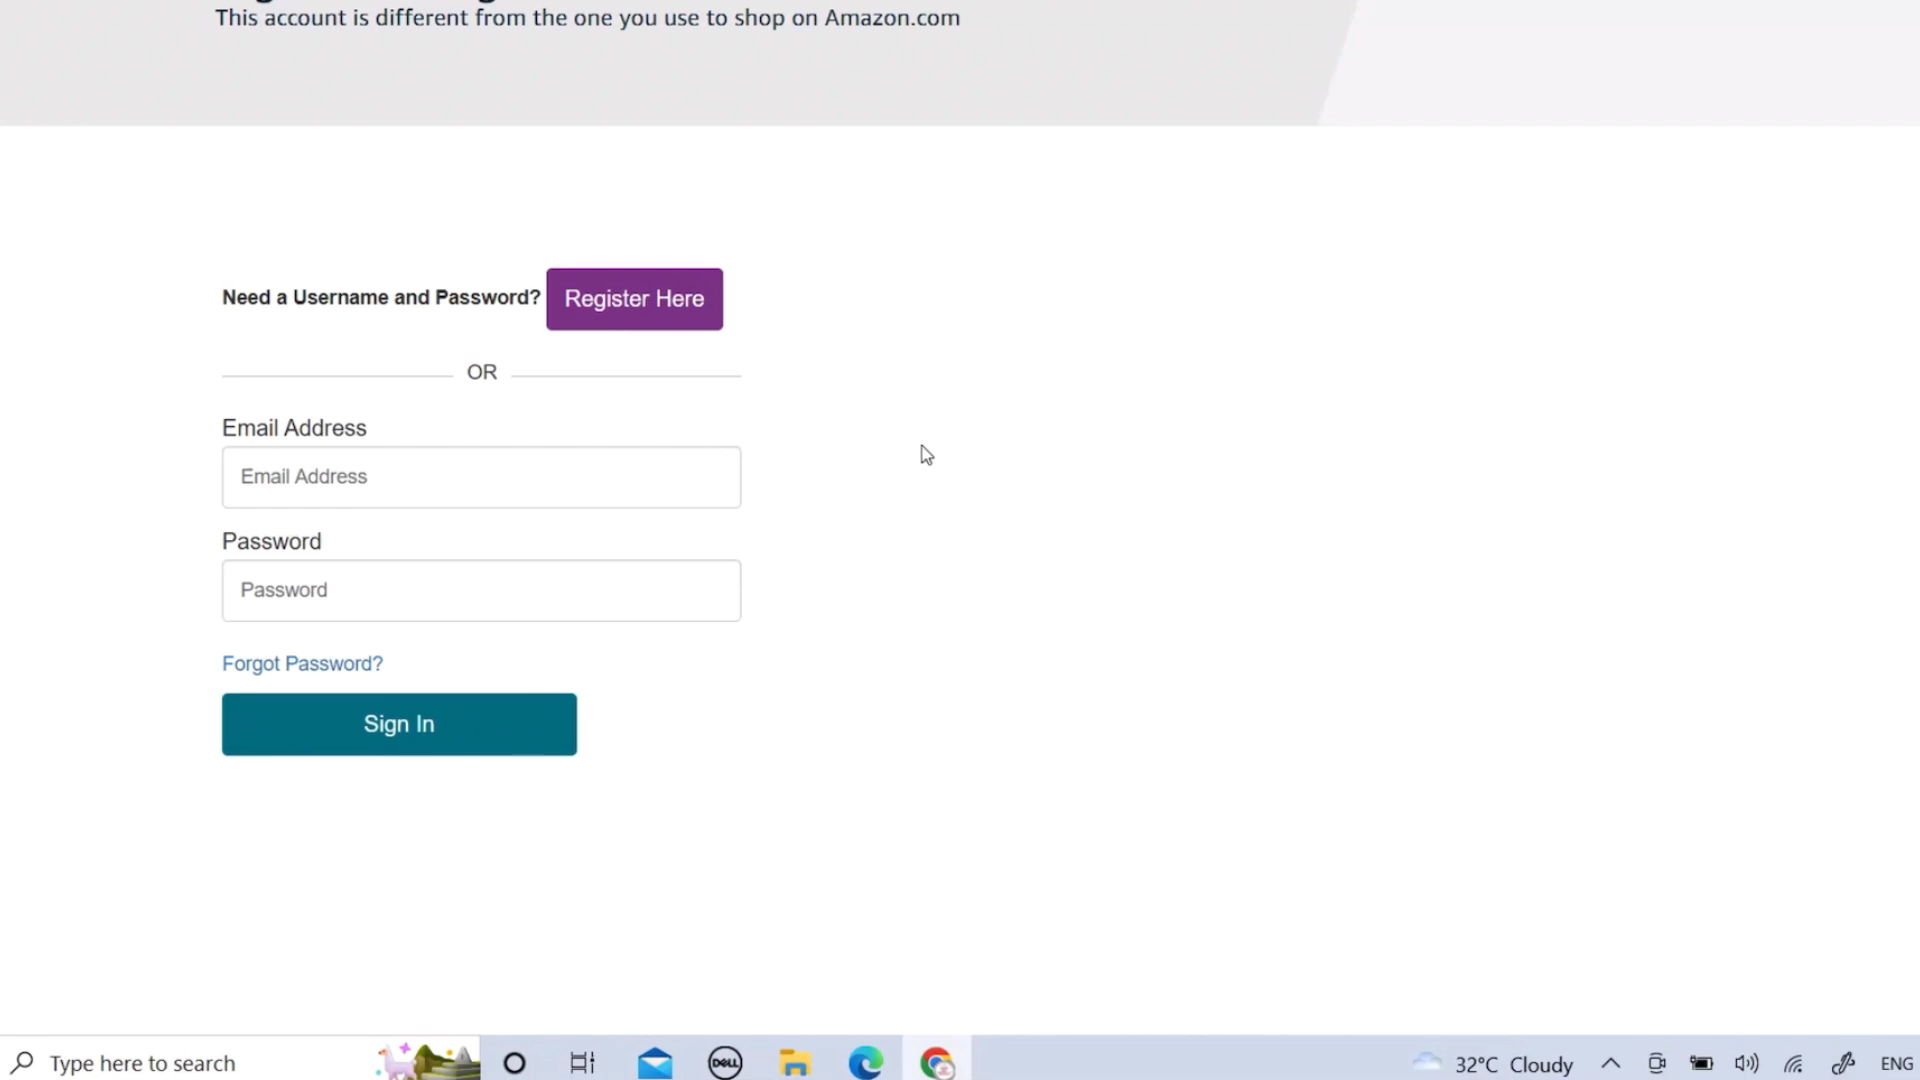 This account is different from the one you use to shop on Amazon.com
Need a Username and Password? Register Here
OR
Email Address
Email Address
Password
Password
Forgot Password?
Sign In
Type here to search
DELL
32°C Cloudy
ENG